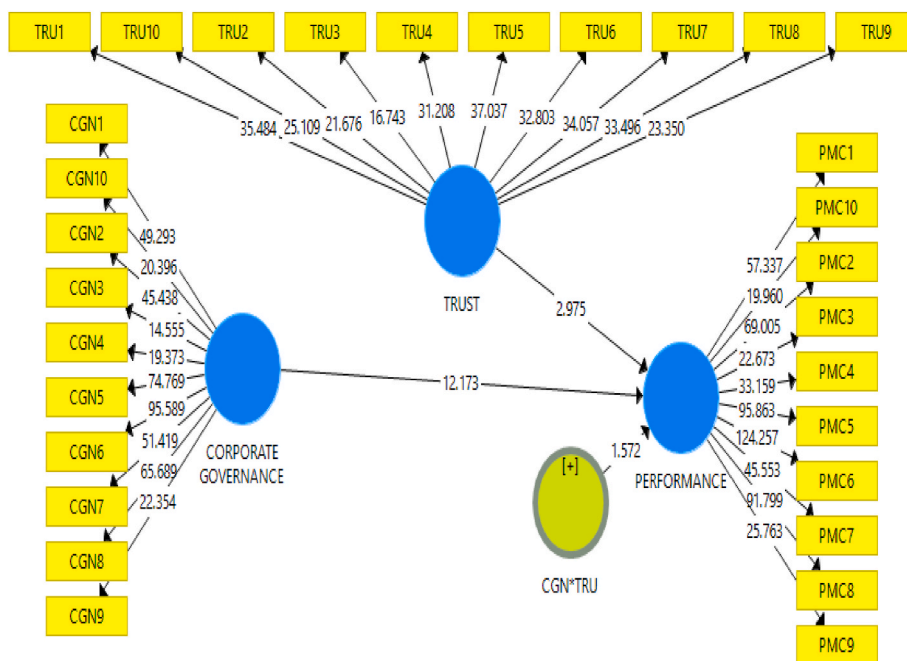 TRU1
TRU10
TRU2
TRU3
TRU4
TRU5
TRU6
TRU7
TRU8
TRU9
35.484
25.109
21.676
16.743
31.208
37.037
32.803
34.057
33.496
23.350
CGN1
CGN10
CGN2
CGN3
CGN4
CGN5
CGN6
CGN7
CGN8
CGN9
49.293
20.396
45.438
14.555
19.373
74.769
95.589
51.419
65.689
22.354
CORPORATE
GOVERNANCE
TRUST
2.975
12.173
1.572
[+]
CGN*TRU
PERFORMANCE
57.337
19.960
69.005
22.673
33.159
95.863
124.257
45.553
91.799
25.763
PMC1
PMC10
PMC2
PMC3
PMC4
PMC5
PMC6
PMC7
PMC8
PMC9